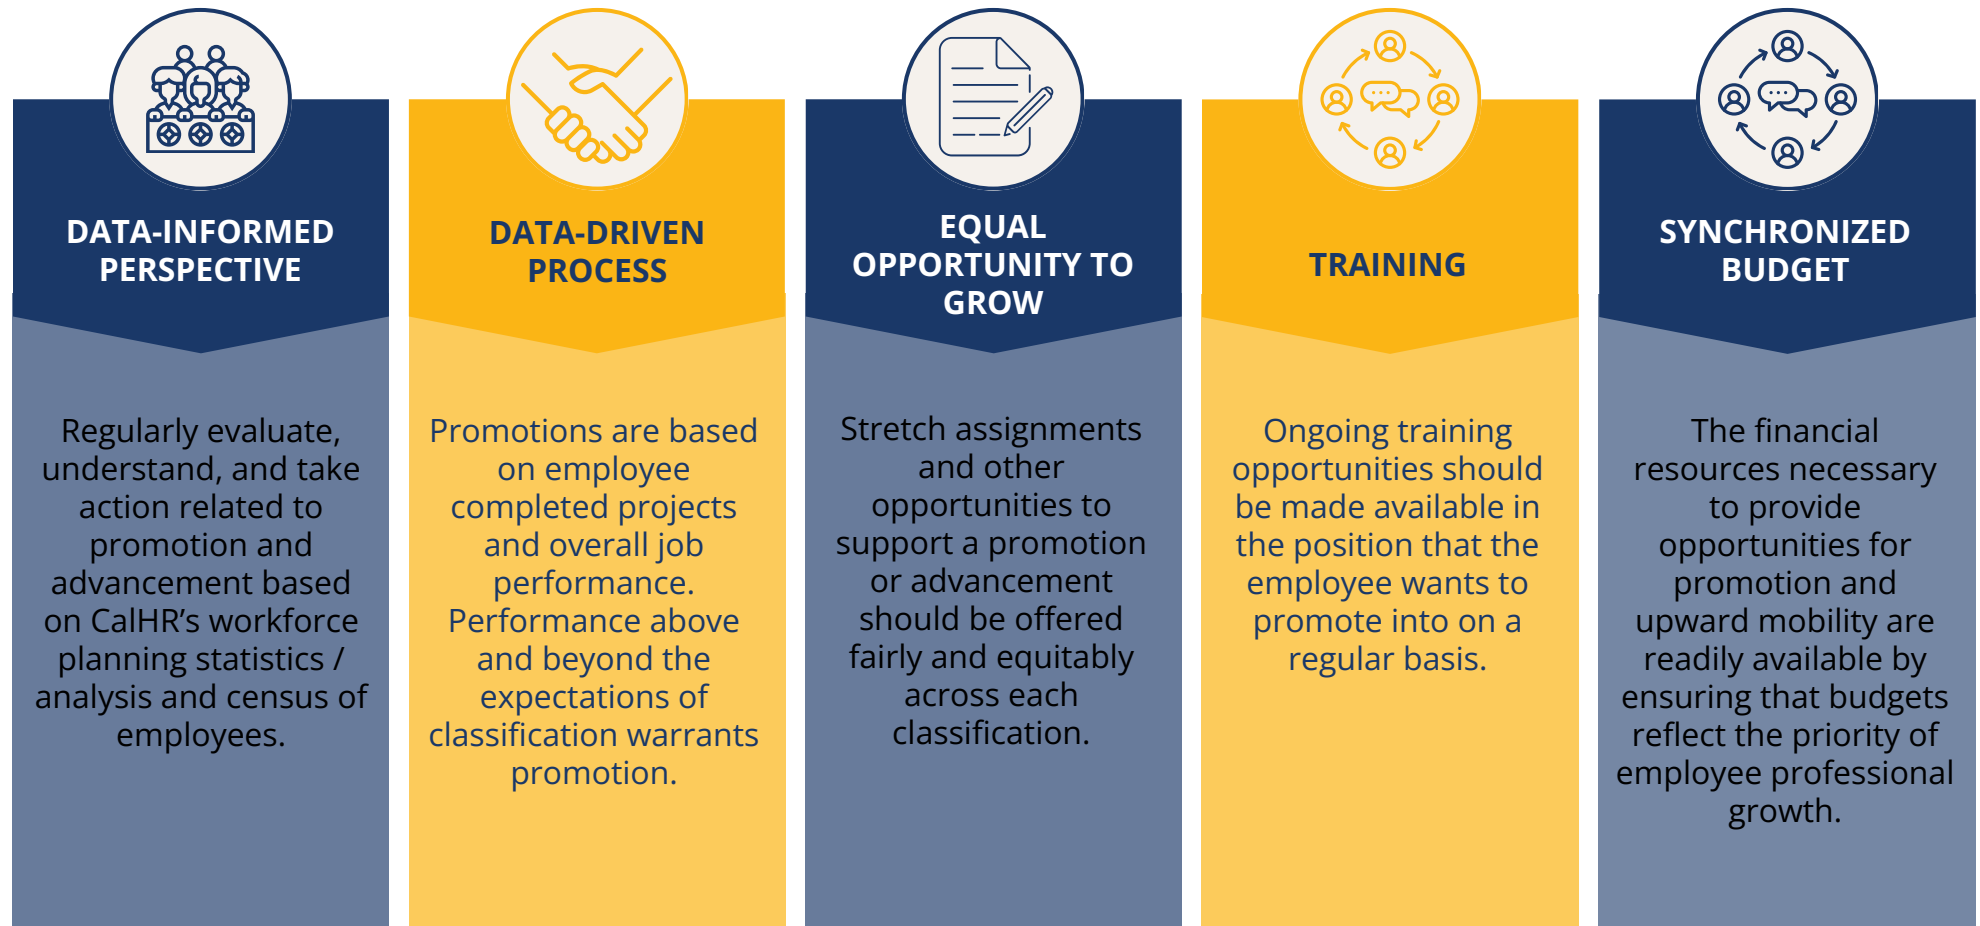 DATA-INFORMED
PERSPECTIVE
Regularly evaluate,
understand, and take
action related to
promotion and
advancement based
on CalHR’s workforce
planning statistics /
analysis and census of
employees.
DATA-DRIVEN
PROCESS
Promotions are based
on employee
completed projects
and overall job
performance.
Performance above
and beyond the
expectations of
classification warrants
promotion.
EQUAL
OPPORTUNITY TO
GROW
Stretch assignments
and other
opportunities to
support a promotion
or advancement
should be offered
fairly and equitably
across each
classification.
TRAINING
Ongoing training
opportunities should
be made available in
the position that the
employee wants to
promote into on a
regular basis.
SYNCHRONIZED
BUDGET
The financial
resources necessary
to provide
opportunities for
promotion and
upward mobility are
readily available by
ensuring that budgets
reflect the priority of
employee professional
growth.